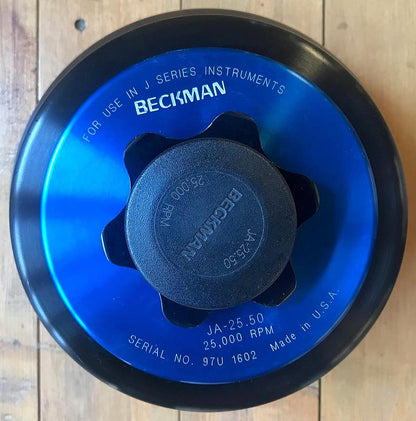 FOR USE IN J SERIES INSTRUMENTS
BECKMAN
BECKMAN
JA-25.50
25,000 RPM
JA-25.50
25,000 RPM
SERIAL NO. 97U 1602 Made in U.S.A.